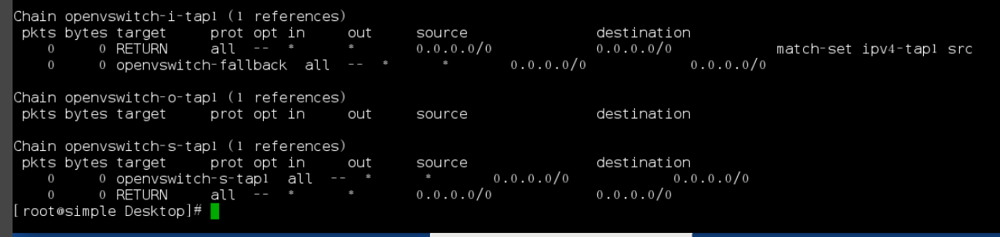 Chain openvswitch-i-tap1 (1 references)
pkts bytes target prot opt in out source destination
0 0 RETURN all -- * * 0.0.0.0/0 0.0.0.0/0 match-set ipv4-tap1 src
0 0 openvswitch-fallback all -- * * 0.0.0.0/0 0.0.0.0/0
Chain openvswitch-o-tap1 (1 references)
pkts bytes target prot opt in out source destination
Chain openvswitch-s-tap1 (1 references)
pkts bytes target prot opt in out source destination
0 0 openvswitch-s-tap1 all -- * * 0.0.0.0/0 0.0.0.0/0
0 0 RETURN all -- * * 0.0.0.0/0 0.0.0.0/0
[root@simple Desktop]#